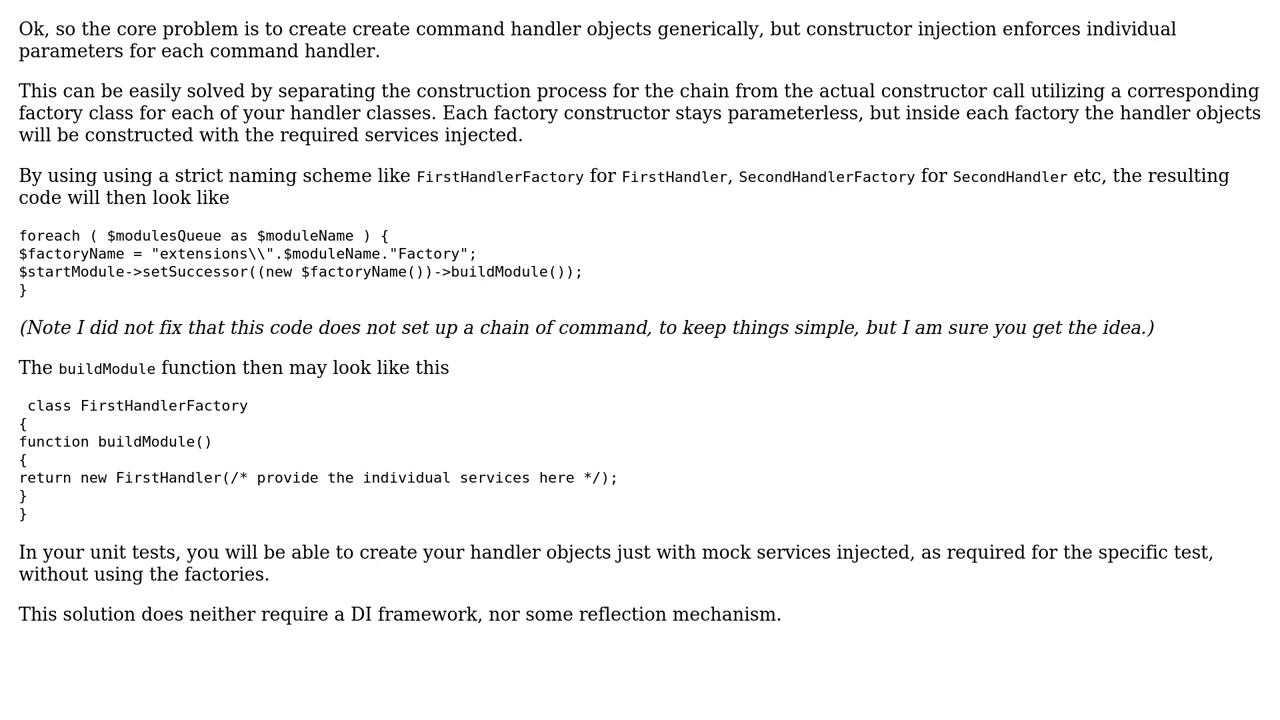 Ok, so the core problem is to create create command handler objects generically, but constructor injection enforces individual
parameters for each command handler.
This can be easily solved by separating the construction process for the chain from the actual constructor call utilizing a corresponding
factory class for each of your handler classes. Each factory constructor stays parameterless, but inside each factory the handler objects
will be constructed with the required services injected.
By using using a strict naming scheme like FirstHandlerFactory for FirstHandler, SecondHandlerFactory for SecondHandler etc, the resulting
code will then look like
foreach ( $modulesQueue as $moduleName ) {
$factoryName = "extensions\\".$moduleName."Factory";
$startModule->setSuccessor((new $factoryName())->buildModule());
}
(Note I did not fix that this code does not set up a chain of command, to keep things simple, but I am sure you get the idea.)
The buildModule function then may look like this
class FirstHandlerFactory
{
function buildModule()
{
return new FirstHandler(/* provide the individual services here */);
}
}
In your unit tests, you will be able to create your handler objects just with mock services injected, as required for the specific test,
without using the factories.
This solution does neither require a DI framework, nor some reflection mechanism.